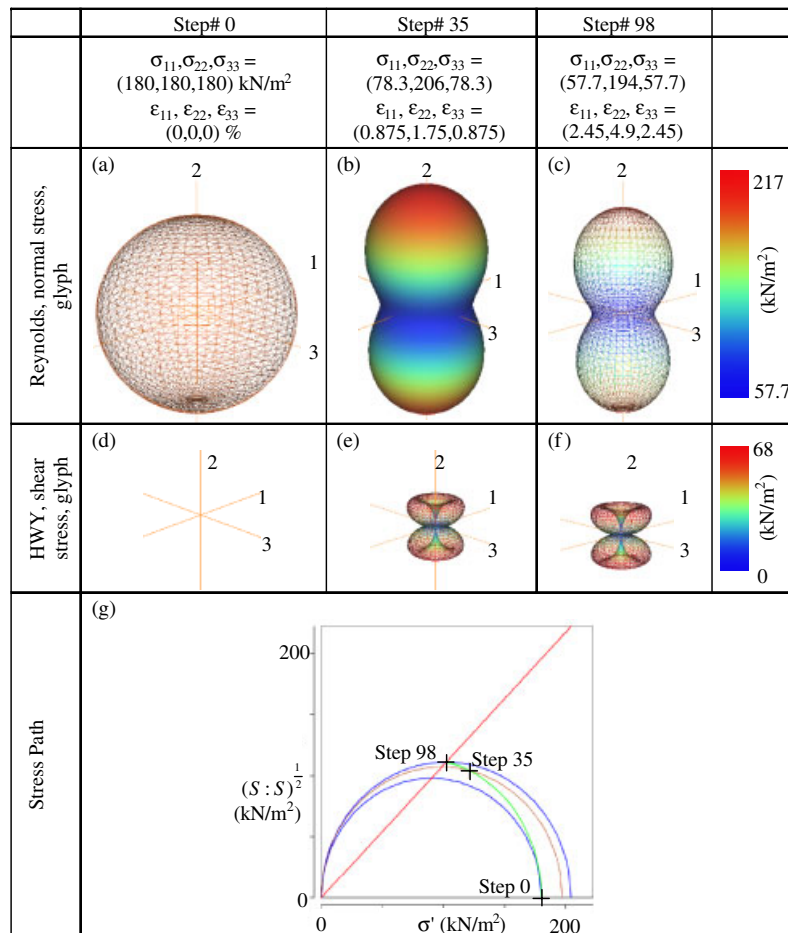 Step# 0 Step# 35 Step# 98
σ11,σ22,σ33 = σ11,σ22,σ33 = σ11,σ22,σ33 =
(180,180,180) kN/m² (78.3,206,78.3) (57.7,194,57.7)
ε11, ε22, ε33 = ε11, ε22, ε33 = ε11, ε22, ε33 =
(0,0,0) % (0.875,1.75,0.875) (2.45,4.9,2.45)
Reynolds, normal stress,
glyph
(a)
2
1
3
(b)
2
1
3
(c)
2
1
3
217
(kN/m²)
57.7
HWY, shear
stress, glyph
(d)
2
1
3
(e)
2
1
3
(f)
2
1
3
68
(kN/m²)
0
Stress Path
(g)
200
Step 98
Step 35
(S : S)^1/2
(kN/m²)
Step 0
0
0 σ' (kN/m²) 200